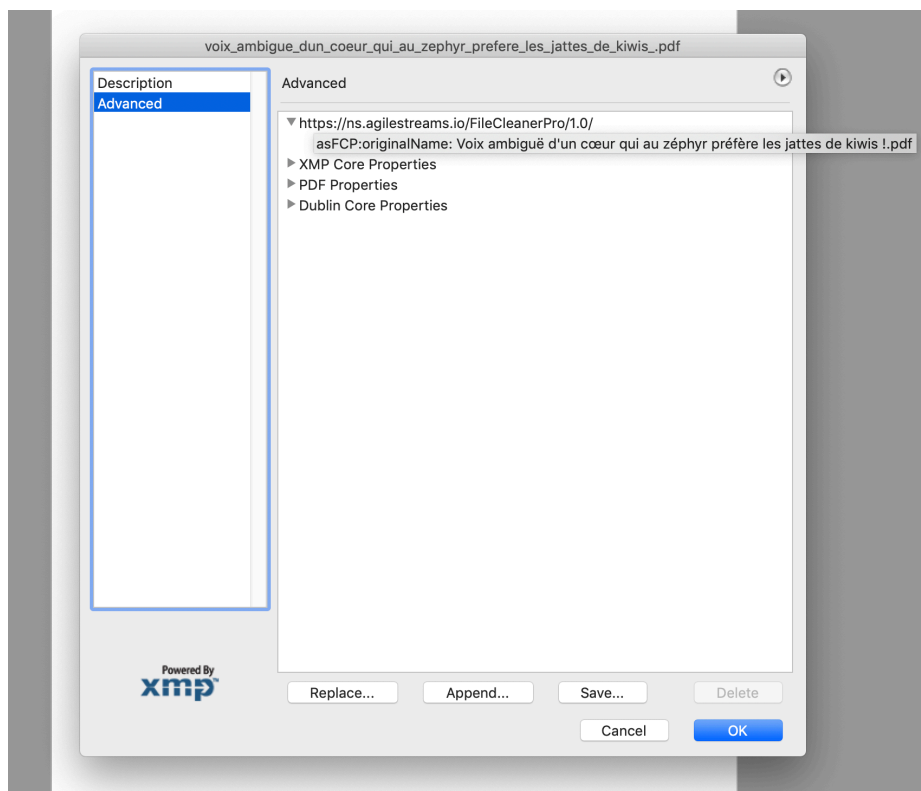 voix_ambigue_dun_coeur_qui_au_zephyr_prefere_les_jattes_de_kiwis_.pdf
Description
Advanced
Advanced
https://ns.agilestreams.io/FileCleanerPro/1.0/
asFCP:originalName: Voix ambiguë d'un cœur qui au zéphyr préfère les jattes de kiwis !.pdf
XMP Core Properties
PDF Properties
Dublin Core Properties
Powered By
xmp™
Replace...
Append...
Save...
Delete
Cancel
OK